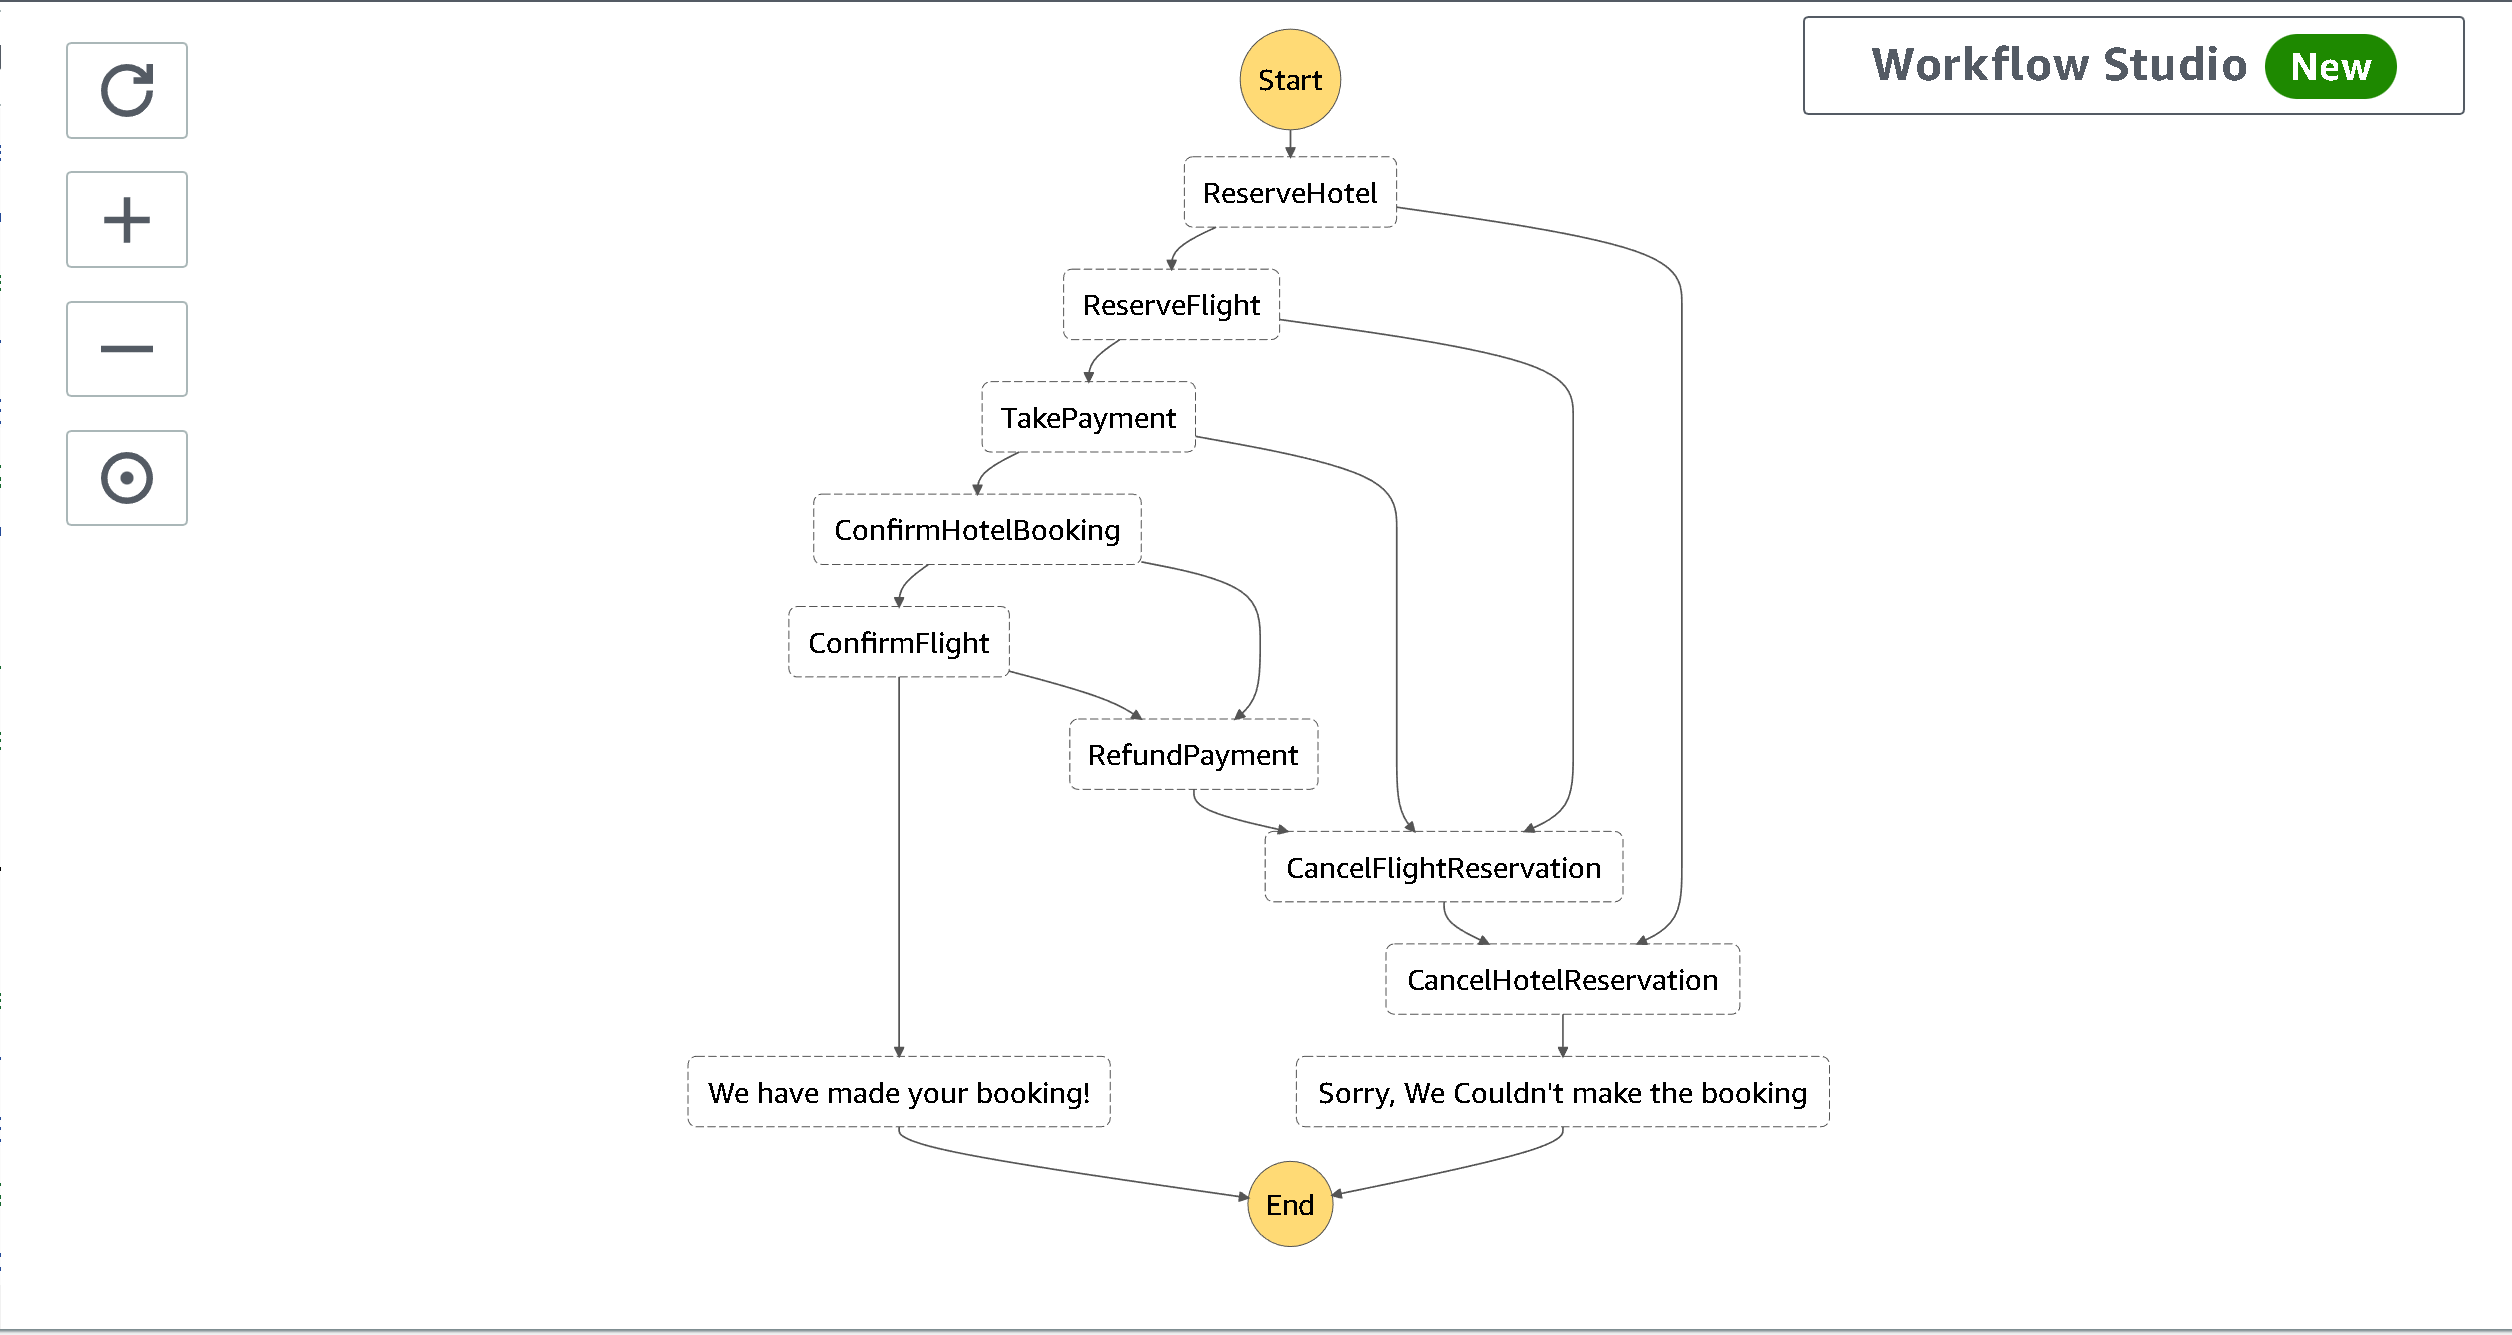 Start
Workflow Studio New
ReserveHotel
ReserveFlight
TakePayment
ConfirmHotelBooking
ConfirmFlight
RefundPayment
CancelFlightReservation
CancelHotelReservation
We have made your booking!
Sorry, We Couldn't make the booking
End